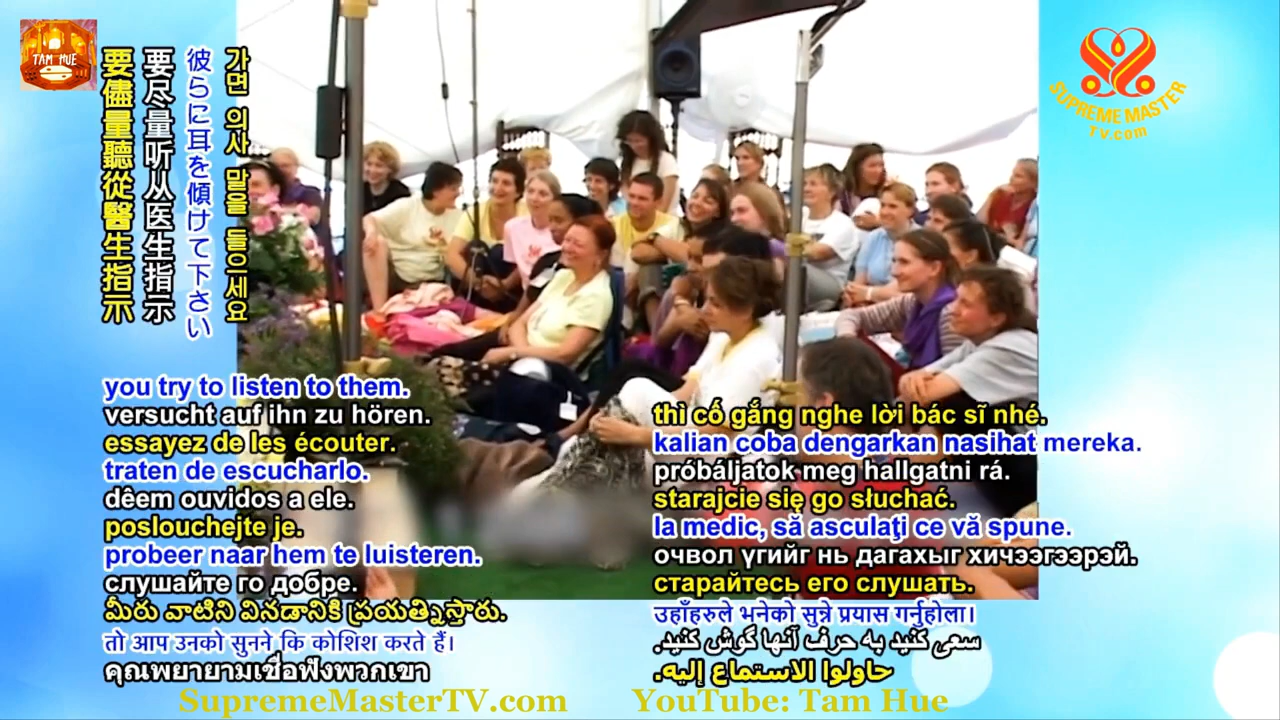 TAM HUE
要儘量聽從醫生指示
要尽量听从医生指示
彼らに耳を傾けて下さい
가면 의사 말을 들으세요
SUPREME MASTER
TV.com
you try to listen to them.
versucht auf ihn zu hören.
essayez de les écouter.
traten de escucharlo.
dêem ouvidos a ele.
poslouchejte je.
probeer naar hem te luisteren.
слушайте го добре.
మీరు వాటిని వినడానికి ప్రయత్నిస్తారు.
तो आप उनको सुनने कि कोशिश करते हैं।
คุณพยายามเชื่อฟังพวกเขา
thì cố gắng nghe lời bác sĩ nhé.
kalian coba dengarkan nasihat mereka.
próbáljatok meg hallgatni rá.
starajcie się go słuchać.
la medic, să asculaţi ce vă spune.
очвол үгийг нь дагахыг хичээгээрэй.
старайтесь его слушать.
उहाँहरुले भनेको सुन्ने प्रयास गर्नुहोला।
سعی کنید به حرف آنها گوش کنید.
حاولوا الاستماع إليه.
SupremeMasterTV.com
YouTube: Tam Hue